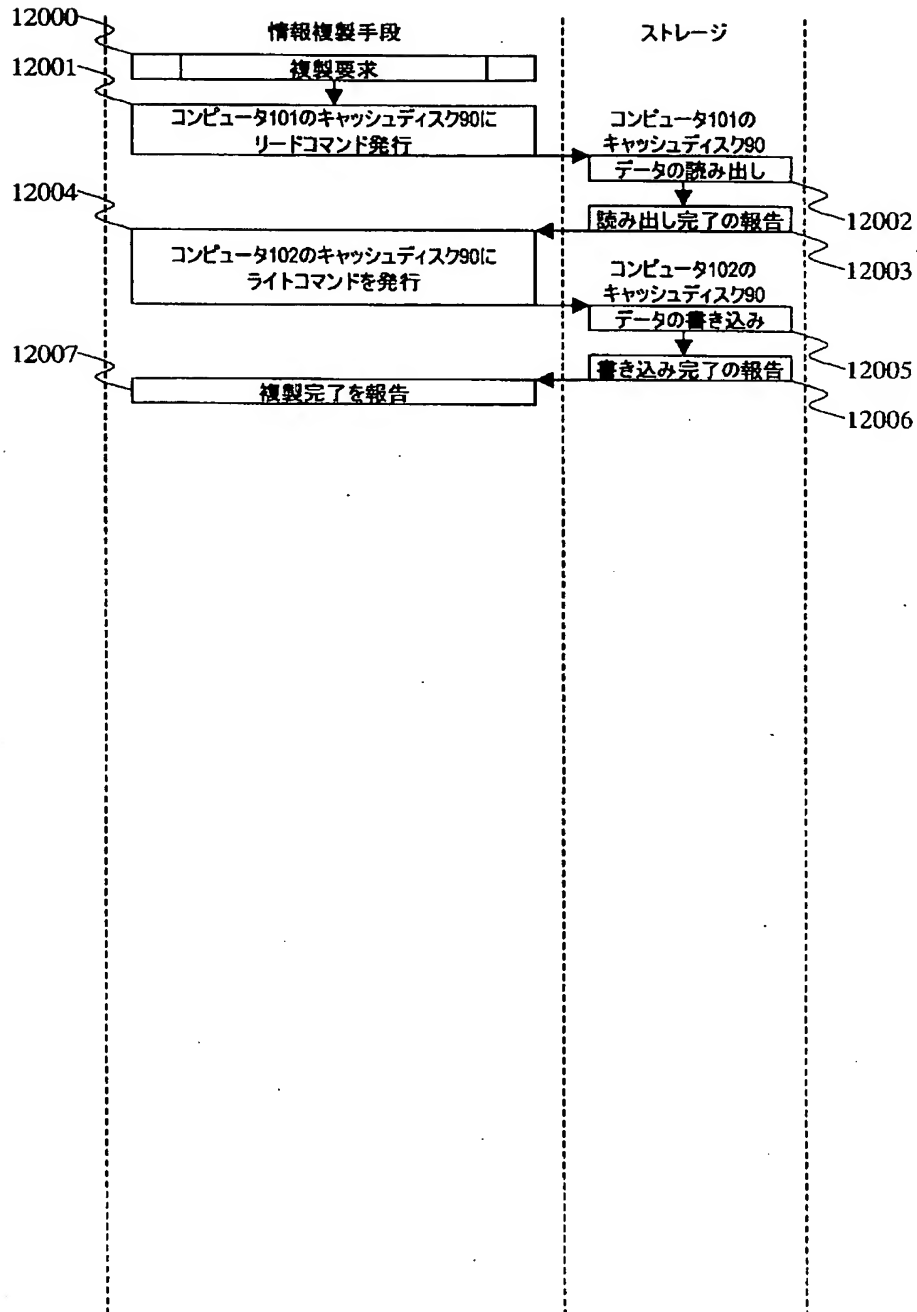 12000
情報複製手段
ストレージ
複製要求
12001
コンピュータ101のキャッシュディスク90に
リードコマンド発行
コンピュータ101の
キャッシュディスク90
データの読み出し
12002
読み出し完了の報告
12003
12004
コンピュータ102のキャッシュディスク90に
ライトコマンドを発行
コンピュータ102の
キャッシュディスク90
データの書き込み
12005
書き込み完了の報告
12006
12007
複製完了を報告